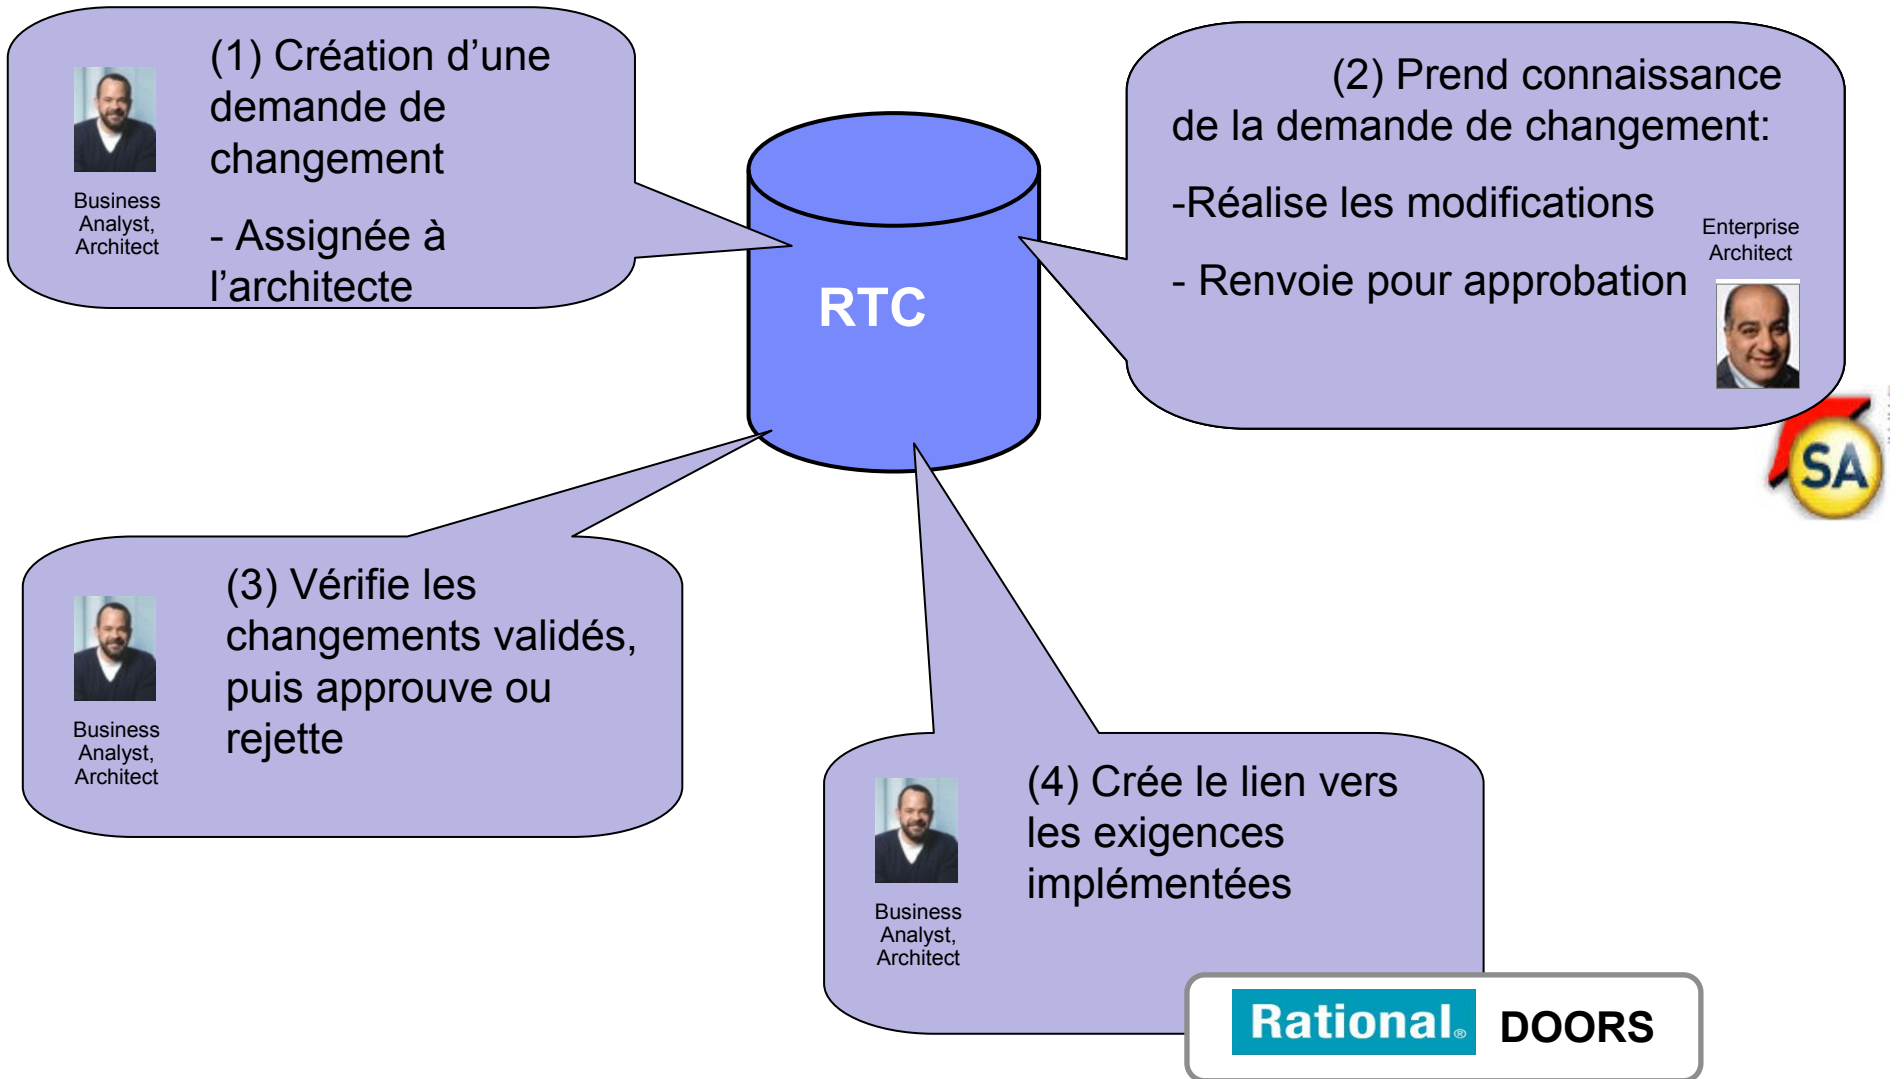 (1) Création d’une
demande de
changement
- Assignée à
l’architecte
Business
Analyst,
Architect
(2) Prend connaissance
de la demande de changement:
-Réalise les modifications
- Renvoie pour approbation
Enterprise
Architect
RTC
SA
(3) Vérifie les
changements validés,
puis approuve ou
rejette
Business
Analyst,
Architect
(4) Crée le lien vers
les exigences
implémentées
Business
Analyst,
Architect
Rational® DOORS